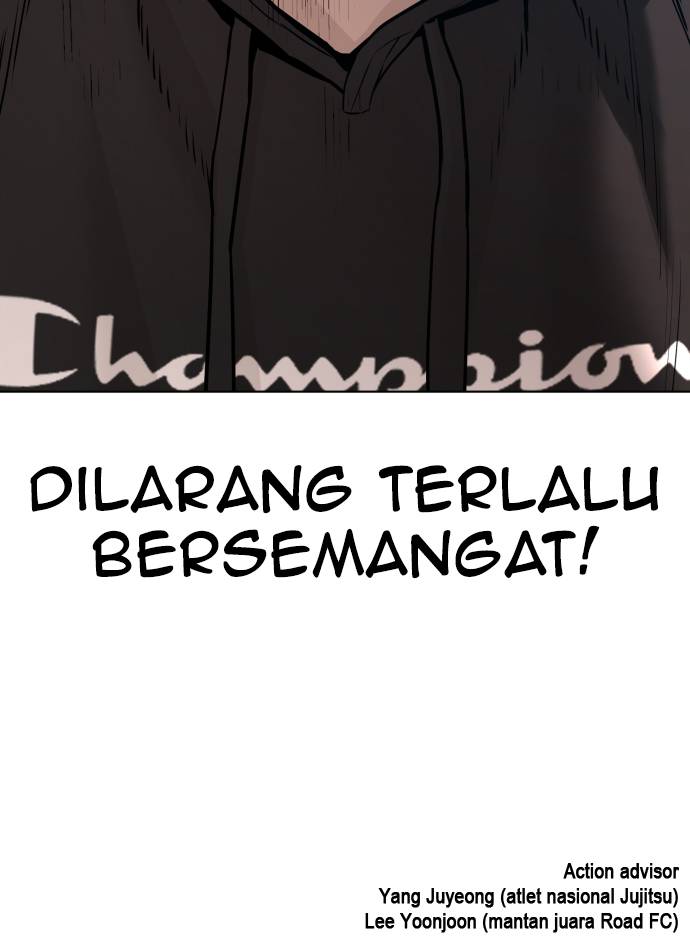 Champion
DILARANG TERLALU
BERSEMANGAT!
Action advisor
Yang Juyeong (atlet nasional Jujitsu)
Lee Yoonjoon (mantan juara Road FC)